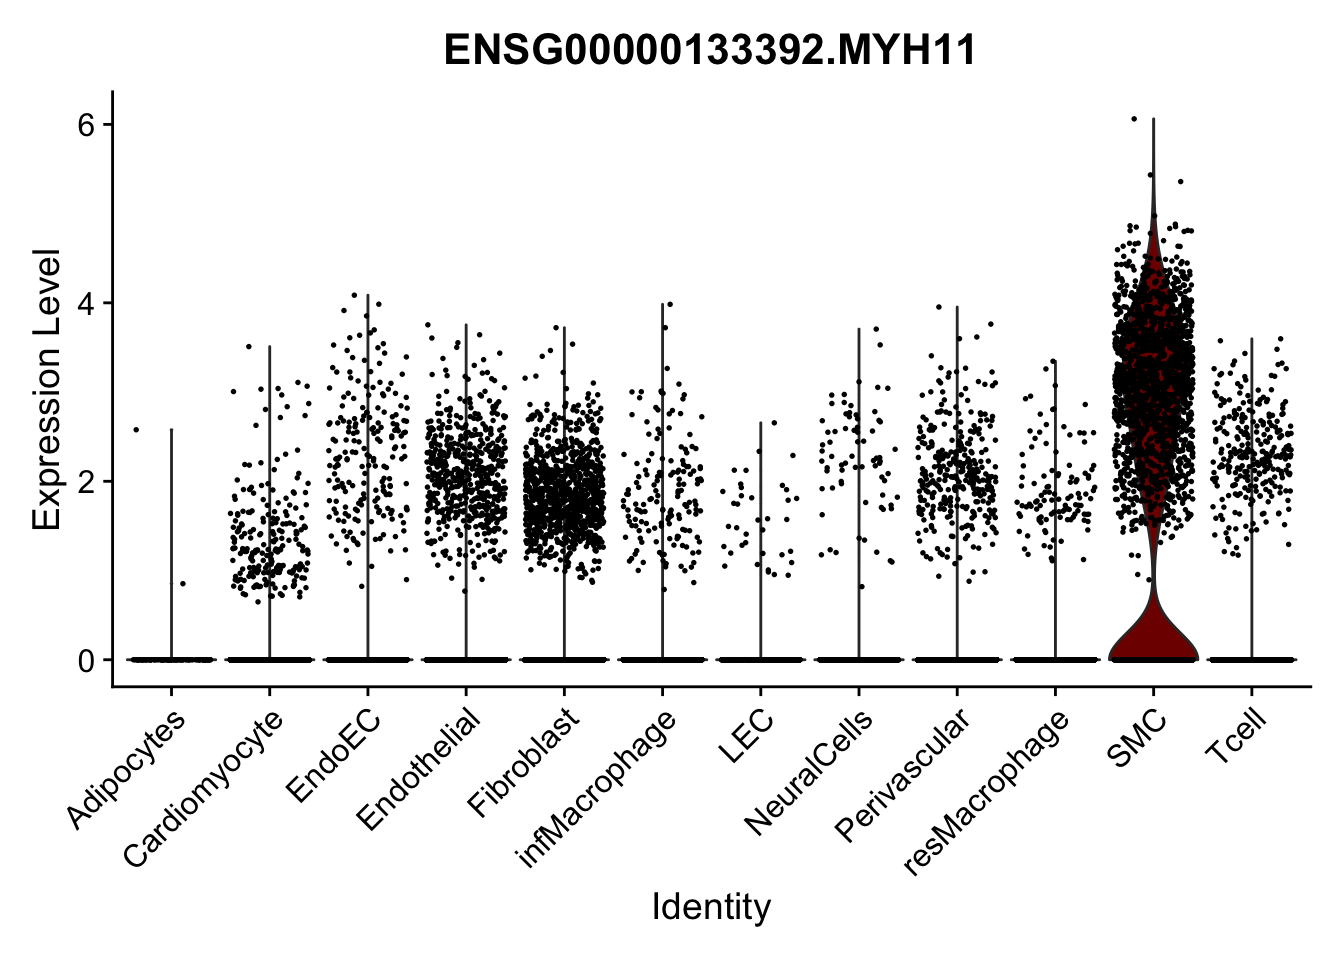 ENSG00000133392.MYH11
Expression Level
6
4
2
0
Adipocytes
Cardiomyocyte
EndoEC
Endothelial
Fibroblast
infMacrophage
LEC
NeuralCells
Perivascular
resMacrophage
SMC
Tcell
Identity